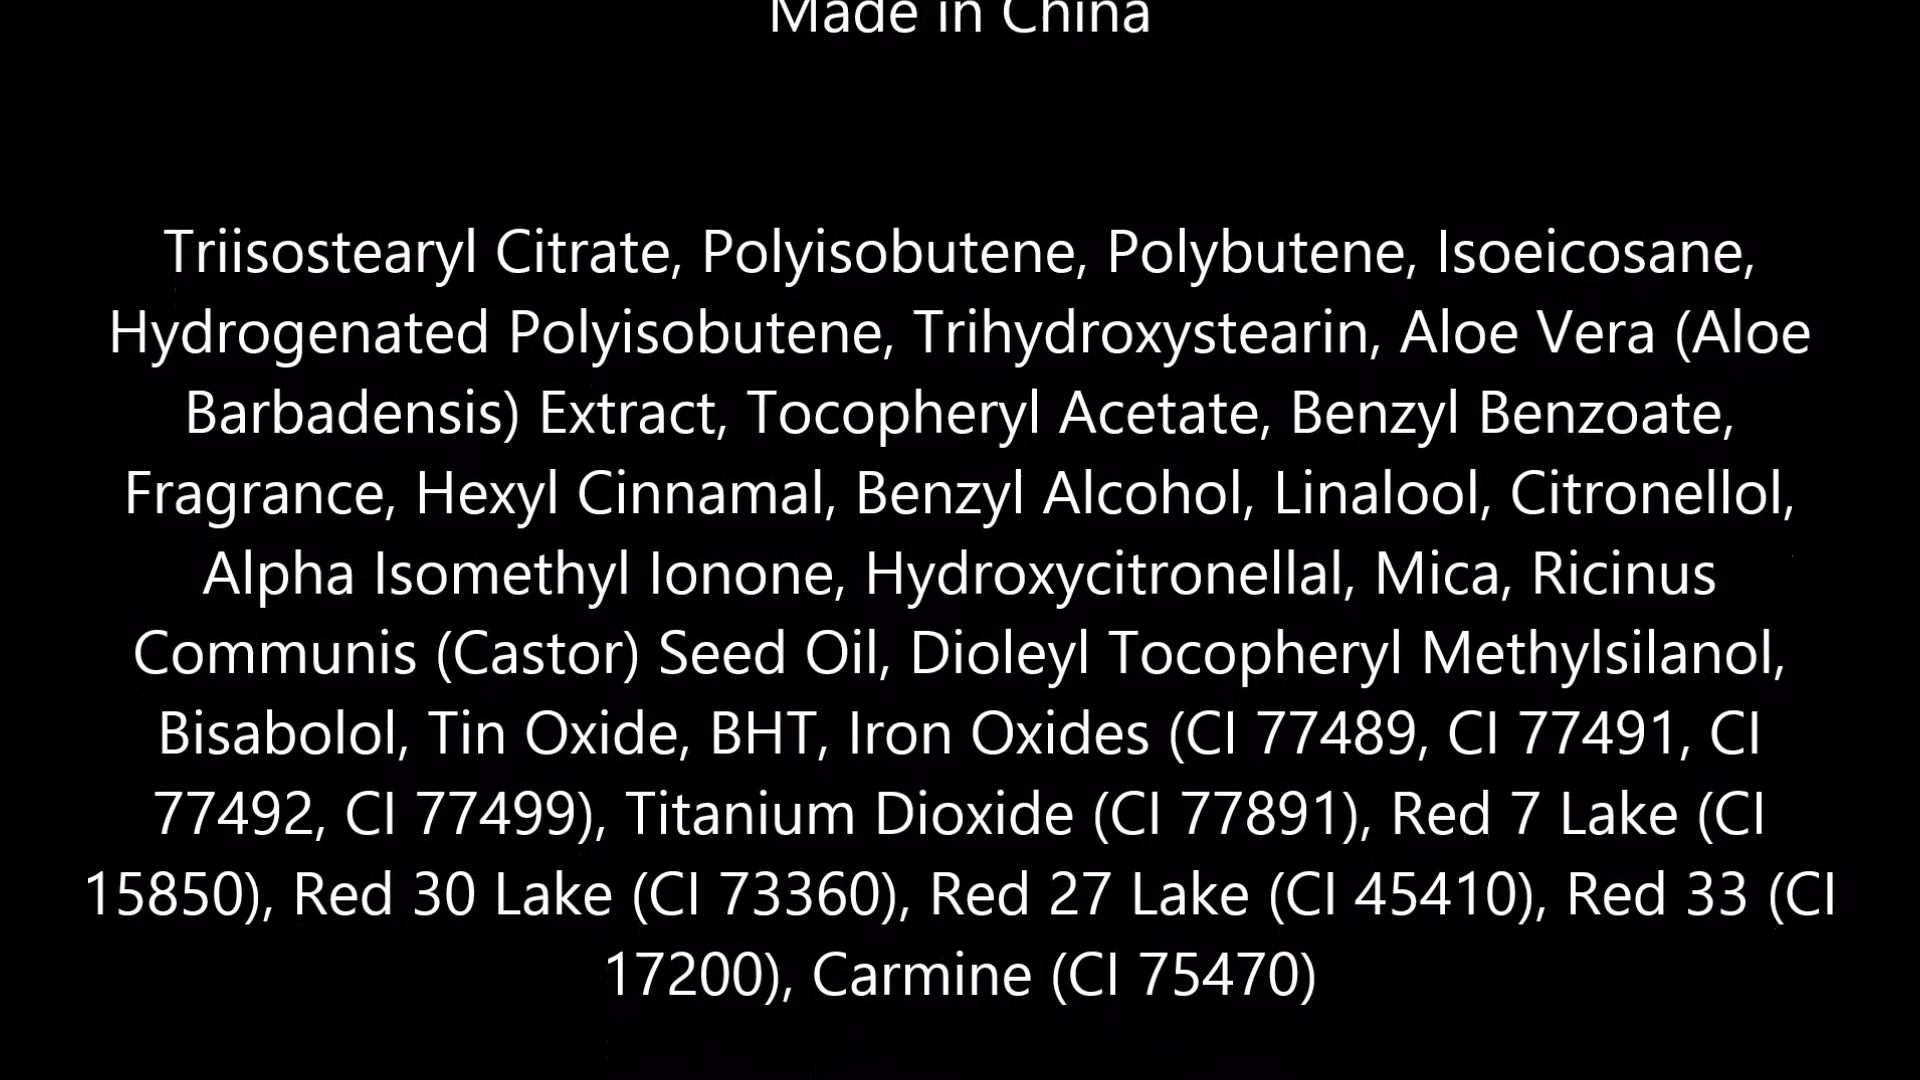 Made in China
Triisostearyl Citrate, Polyisobutene, Polybutene, Isoeicosane,
Hydrogenated Polyisobutene, Trihydroxystearin, Aloe Vera (Aloe
Barbadensis) Extract, Tocopheryl Acetate, Benzyl Benzoate,
Fragrance, Hexyl Cinnamal, Benzyl Alcohol, Linalool, Citronellol,
Alpha Isomethyl Ionone, Hydroxycitronellal, Mica, Ricinus
Communis (Castor) Seed Oil, Dioleyl Tocopheryl Methylsilanol,
Bisabolol, Tin Oxide, BHT, Iron Oxides (CI 77489, CI 77491, CI
77492, CI 77499), Titanium Dioxide (CI 77891), Red 7 Lake (CI
15850), Red 30 Lake (CI 73360), Red 27 Lake (CI 45410), Red 33 (CI
17200), Carmine (CI 75470)